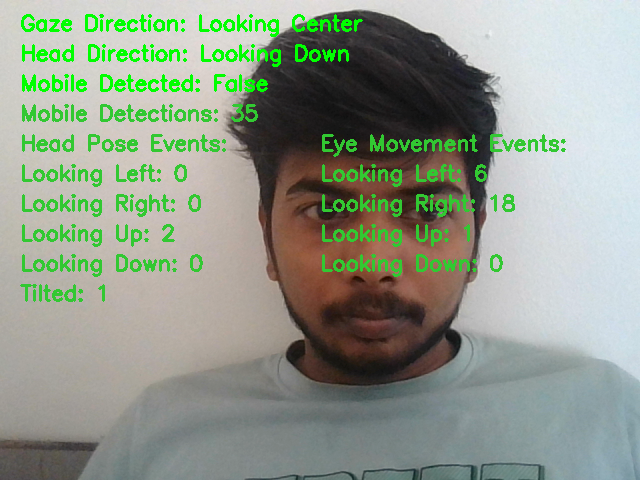 Gaze Direction: Looking Center
Head Direction: Looking Down
Mobile Detected: False
Mobile Detections: 35
Head Pose Events:
Looking Left: 0
Looking Right: 0
Looking Up: 2
Looking Down: 0
Tilted: 1
Eye Movement Events:
Looking Left: 6
Looking Right: 18
Looking Up: 1
Looking Down: 0